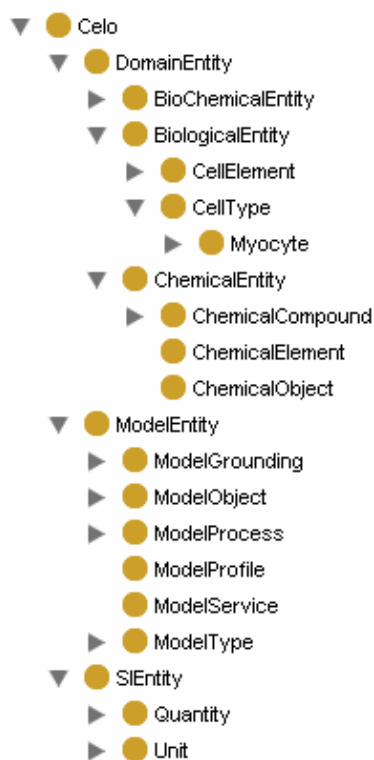 Celo
DomainEntity
BioChemicalEntity
BiologicalEntity
CellElement
CellType
Myocyte
ChemicalEntity
ChemicalCompound
ChemicalElement
ChemicalObject
ModelEntity
ModelGrounding
ModelObject
ModelProcess
ModelProfile
ModelService
ModelType
SIEntity
Quantity
Unit